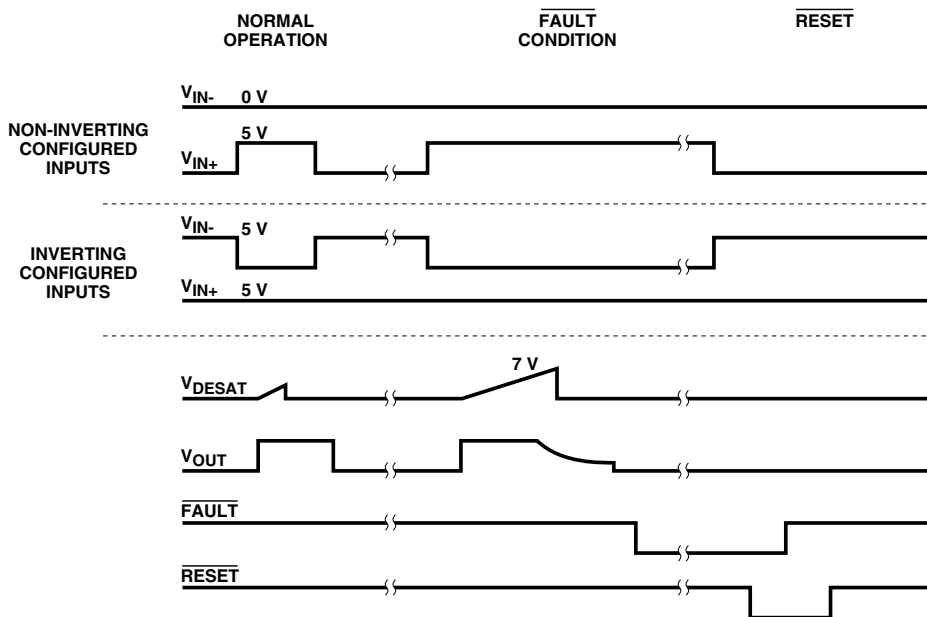 NORMAL
OPERATION
FAULT
CONDITION
RESET
NON-INVERTING
CONFIGURED
INPUTS
VIN- 0 V
5 V
VIN+
INVERTING
CONFIGURED
INPUTS
VIN- 5 V
VIN+ 5 V
7 V
VDESAT
VOUT
FAULT
RESET